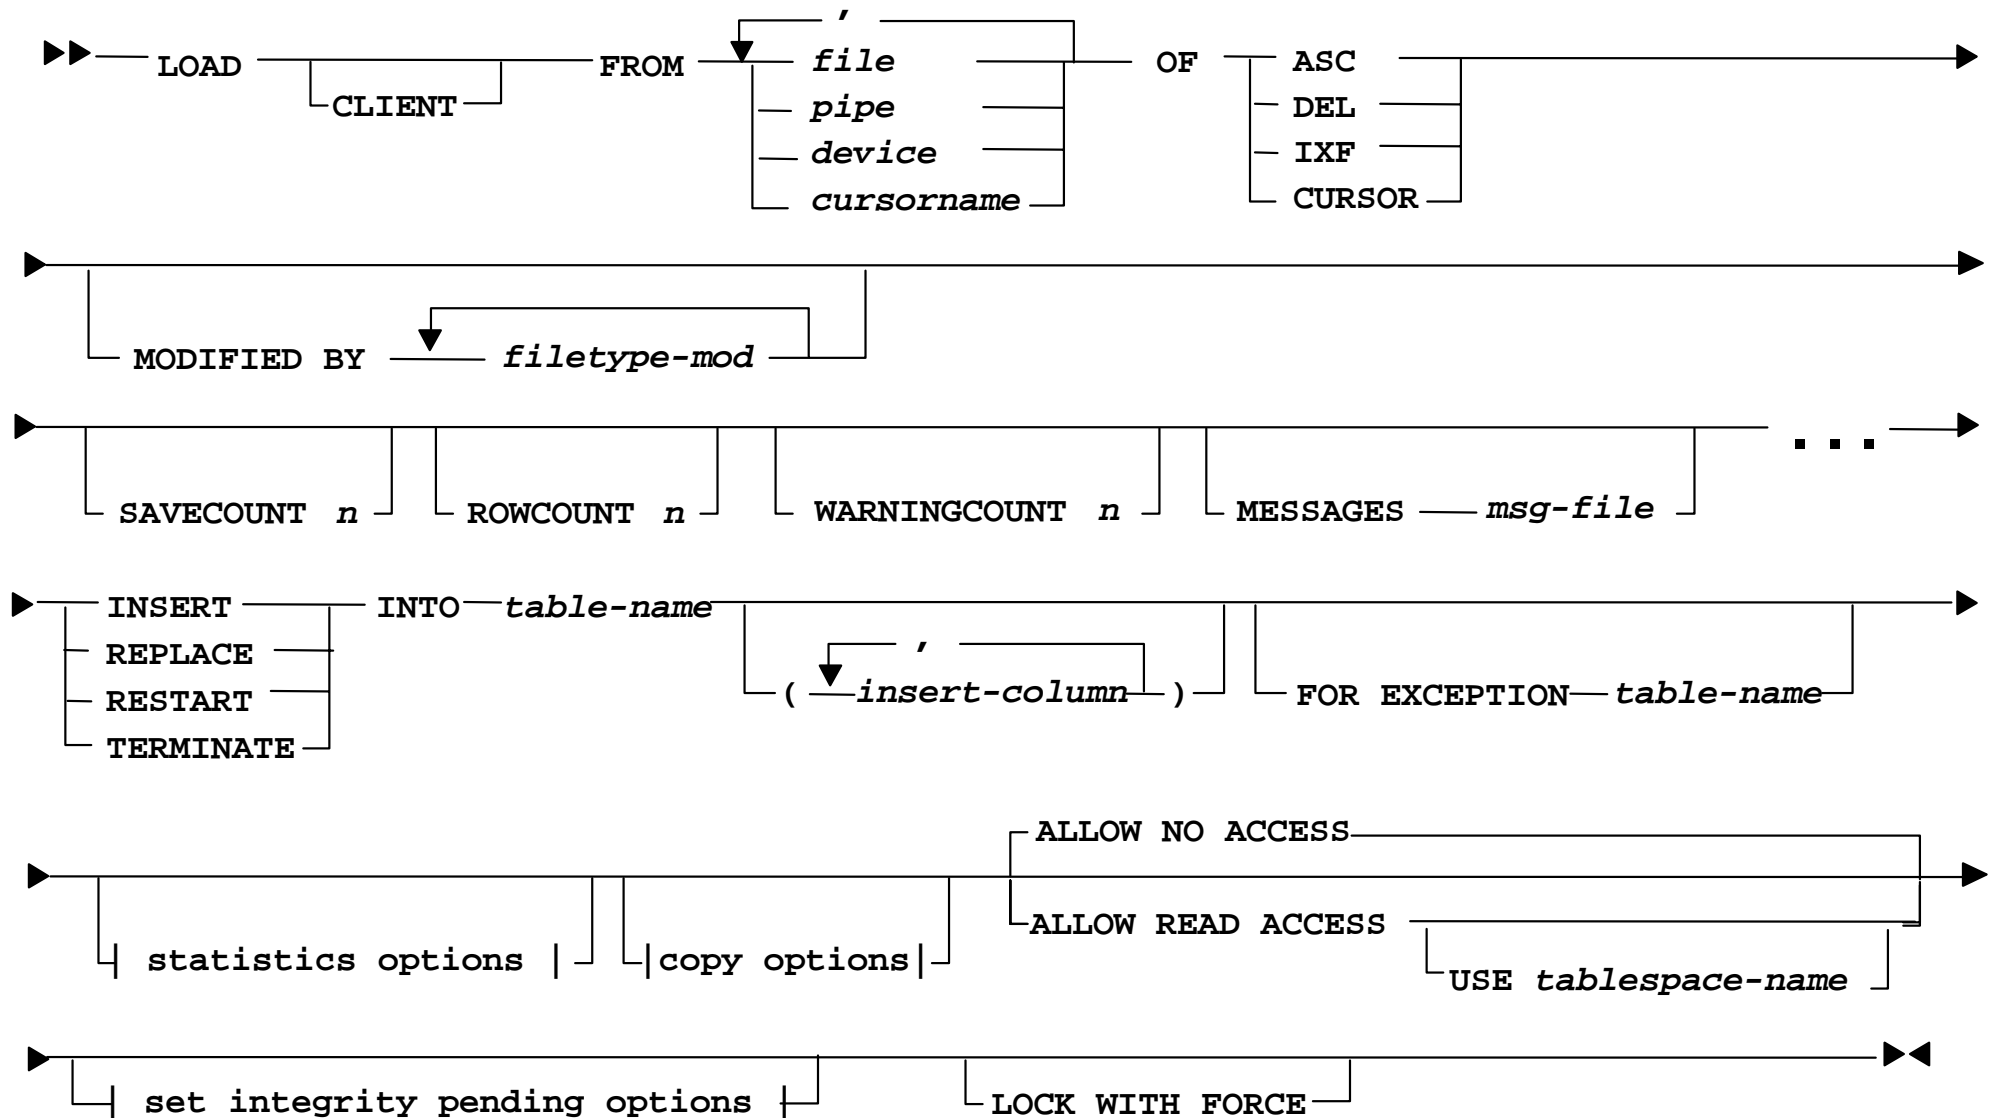 ,
LOAD FROM file OF ASC
CLIENT pipe DEL
device IXF
cursorname CURSOR
MODIFIED BY filetype-mod
...
SAVECOUNT n ROWCOUNT n WARNINGCOUNT n MESSAGES msg-file
INSERT INTO table-name
REPLACE ,
RESTART ( insert-column ) FOR EXCEPTION table-name
TERMINATE
ALLOW NO ACCESS
ALLOW READ ACCESS
| statistics options | |copy options|
USE tablespace-name
| set integrity pending options | LOCK WITH FORCE